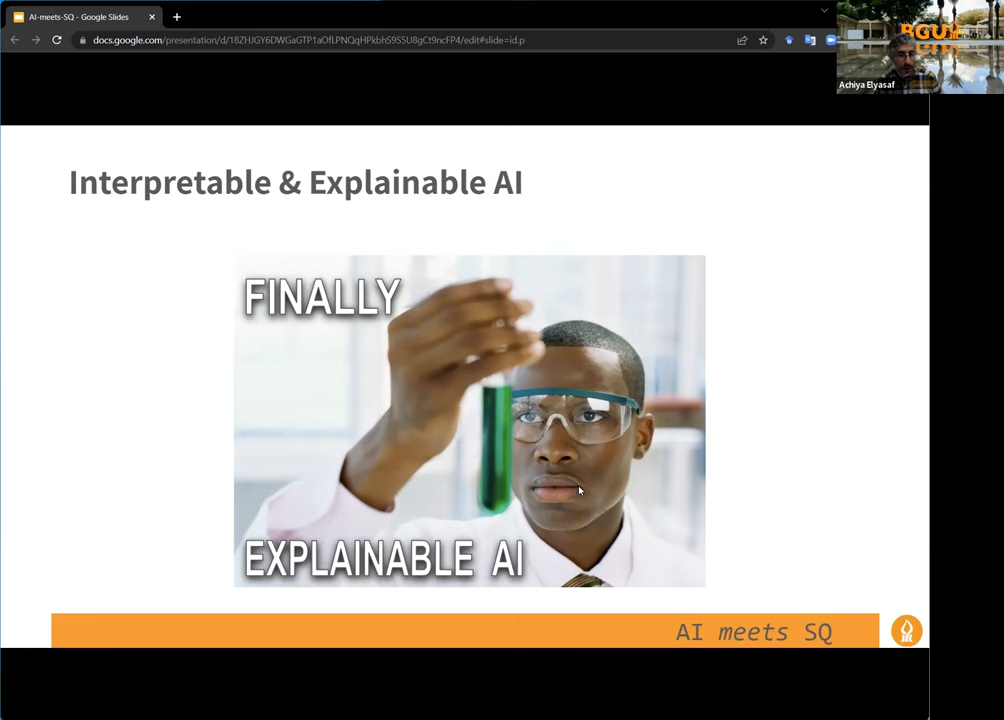 AI-meets-SQ - Google Slides
docs.google.com/presentation/d/18ZHJGY6DWGaGTP1aOfLPNQqHPkbhS9S5U8gCt9ncFP4/edit#slide=id.p
BGU
Achiya Elyasaf
Interpretable & Explainable AI
FINALLY
EXPLAINABLE AI
AI meets SQ